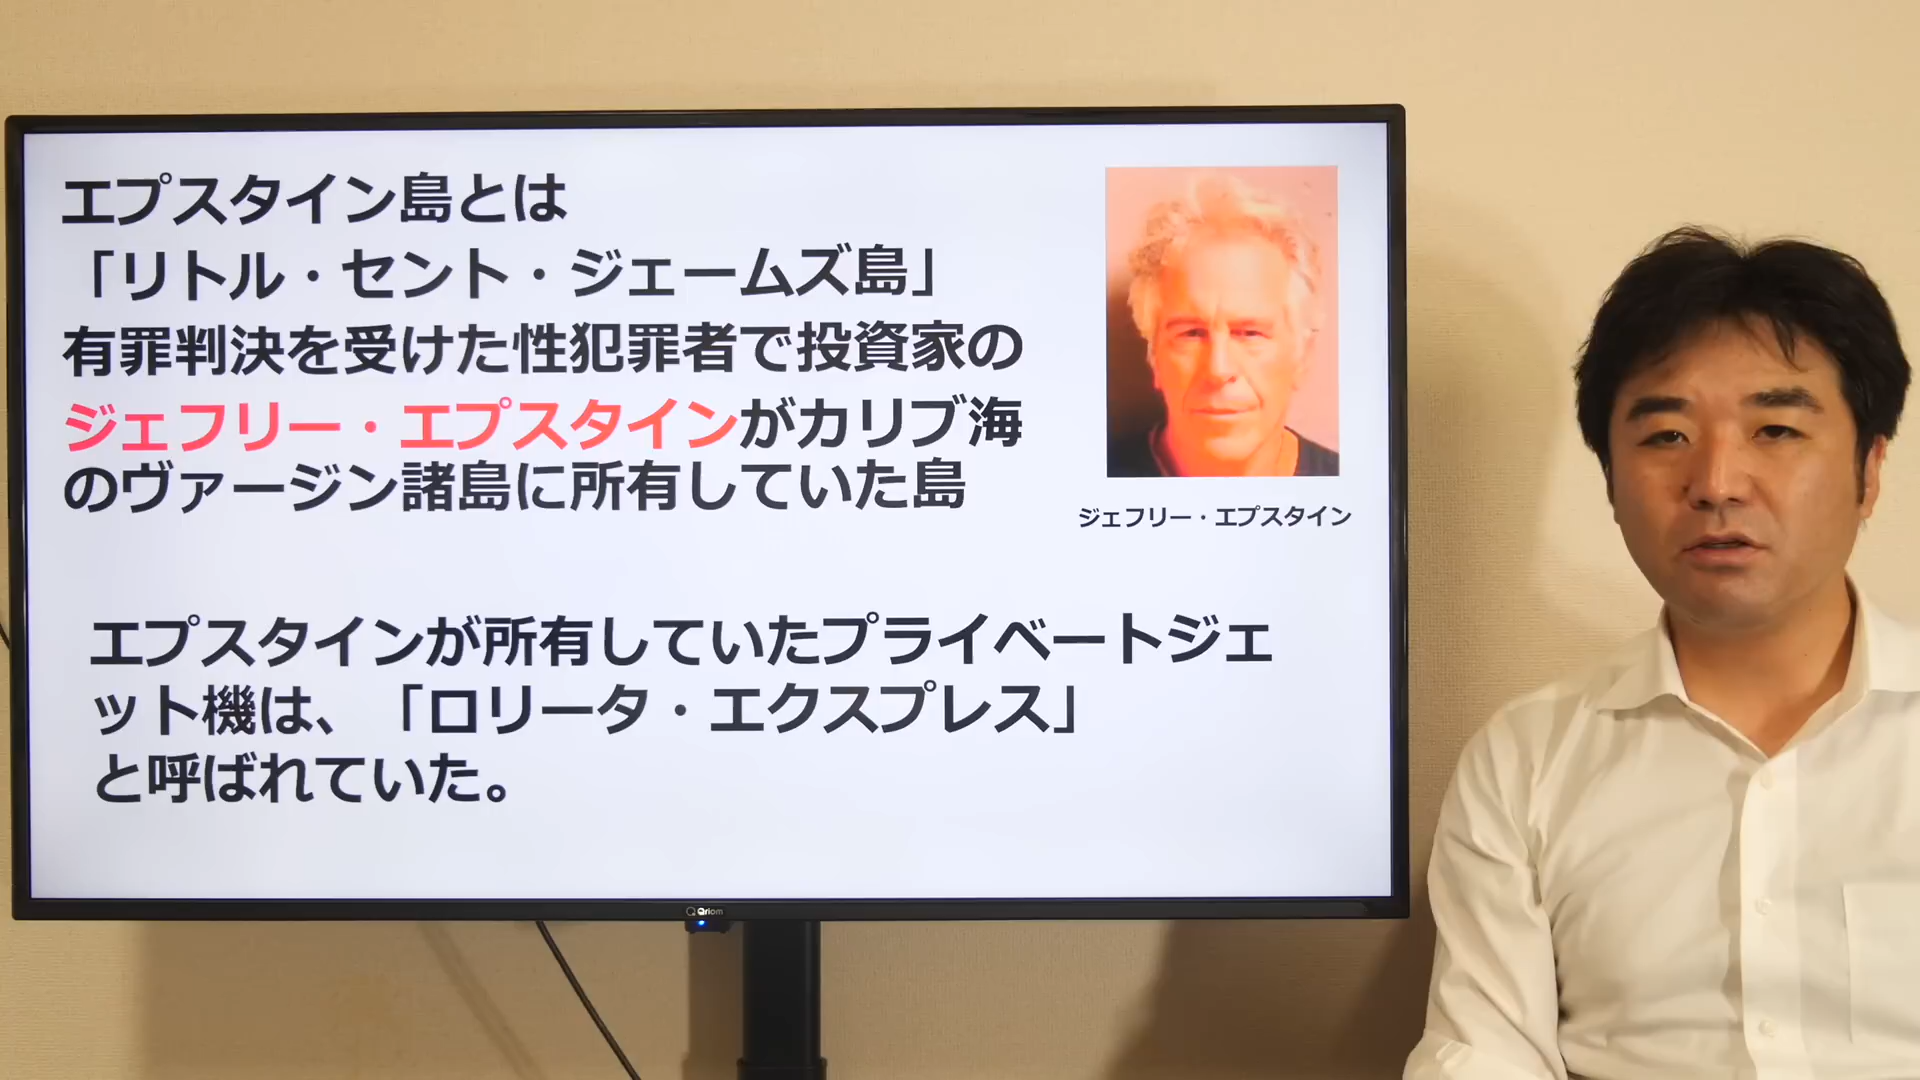 エプスタイン島とは
「リトル・セント・ジェームズ島」
有罪判決を受けた性犯罪者で投資家の
ジェフリー・エプスタインがカリブ海
のヴァージン諸島に所有していた島
ジェフリー・エプスタイン
エプスタインが所有していたプライベートジェ
ット機は、「ロリータ・エクスプレス」
と呼ばれていた。
Qriom